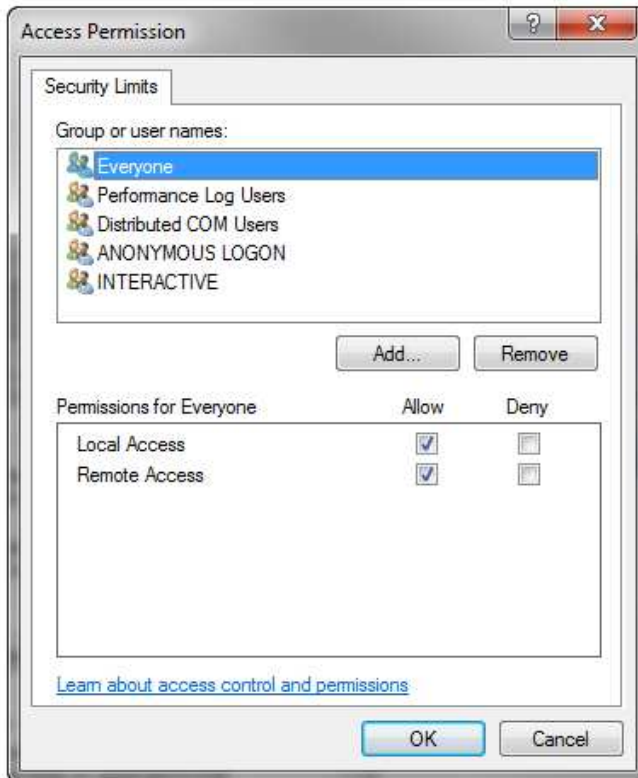 Access Permission
Security Limits
Group or user names:
Everyone
Performance Log Users
Distributed COM Users
ANONYMOUS LOGON
INTERACTIVE
Add... Remove
Permissions for Everyone Allow Deny
Local Access
Remote Access
Learn about access control and permissions
OK Cancel